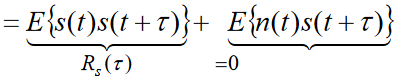 = E{s(t)s(t + τ)} + E{n(t)s(t + τ)}
R_s(τ) =0